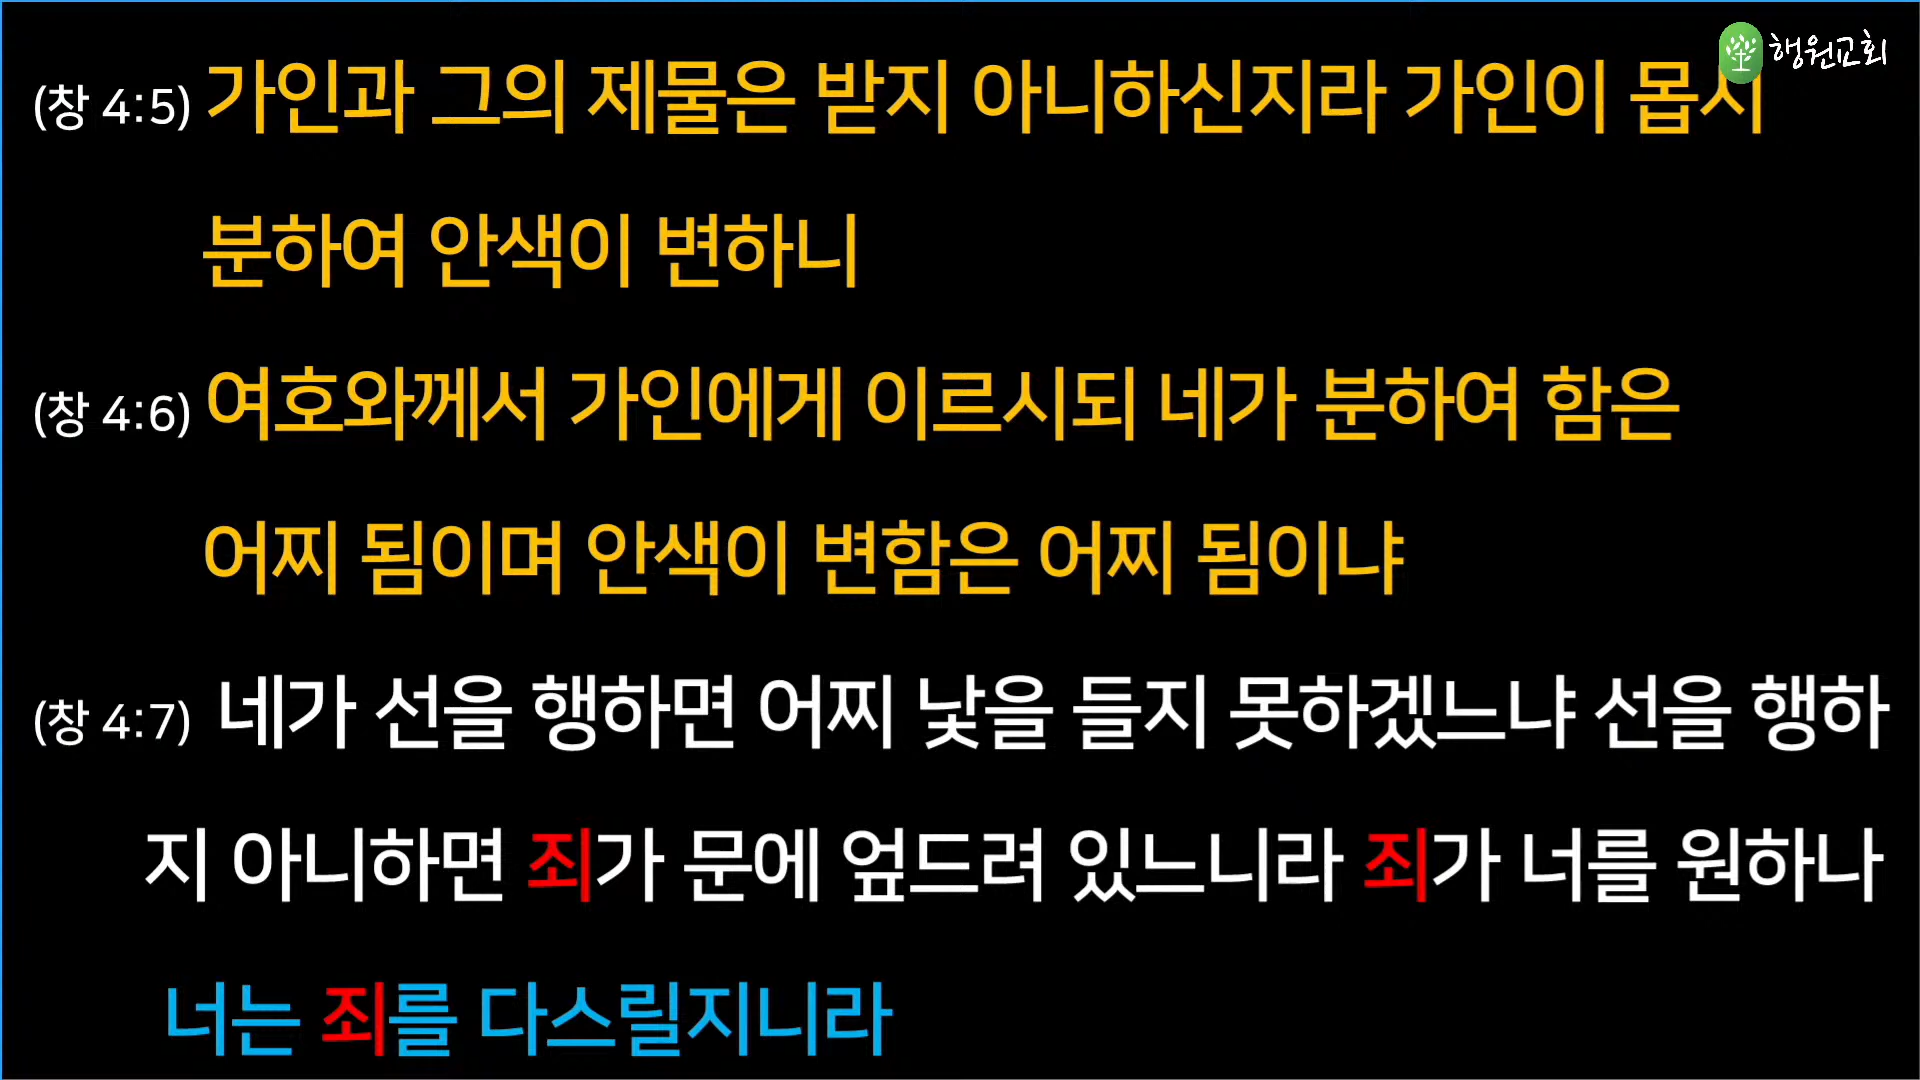 행원교회
(창 4:5) 가인과 그의 제물은 받지 아니하신지라 가인이 몹시
분하여 안색이 변하니
(창 4:6) 여호와께서 가인에게 이르시되 네가 분하여 함은
어찌 됨이며 안색이 변함은 어찌 됨이냐
(창 4:7) 네가 선을 행하면 어찌 낯을 들지 못하겠느냐 선을 행하
지 아니하면 죄가 문에 엎드려 있느니라 죄가 너를 원하나
너는 죄를 다스릴지니라